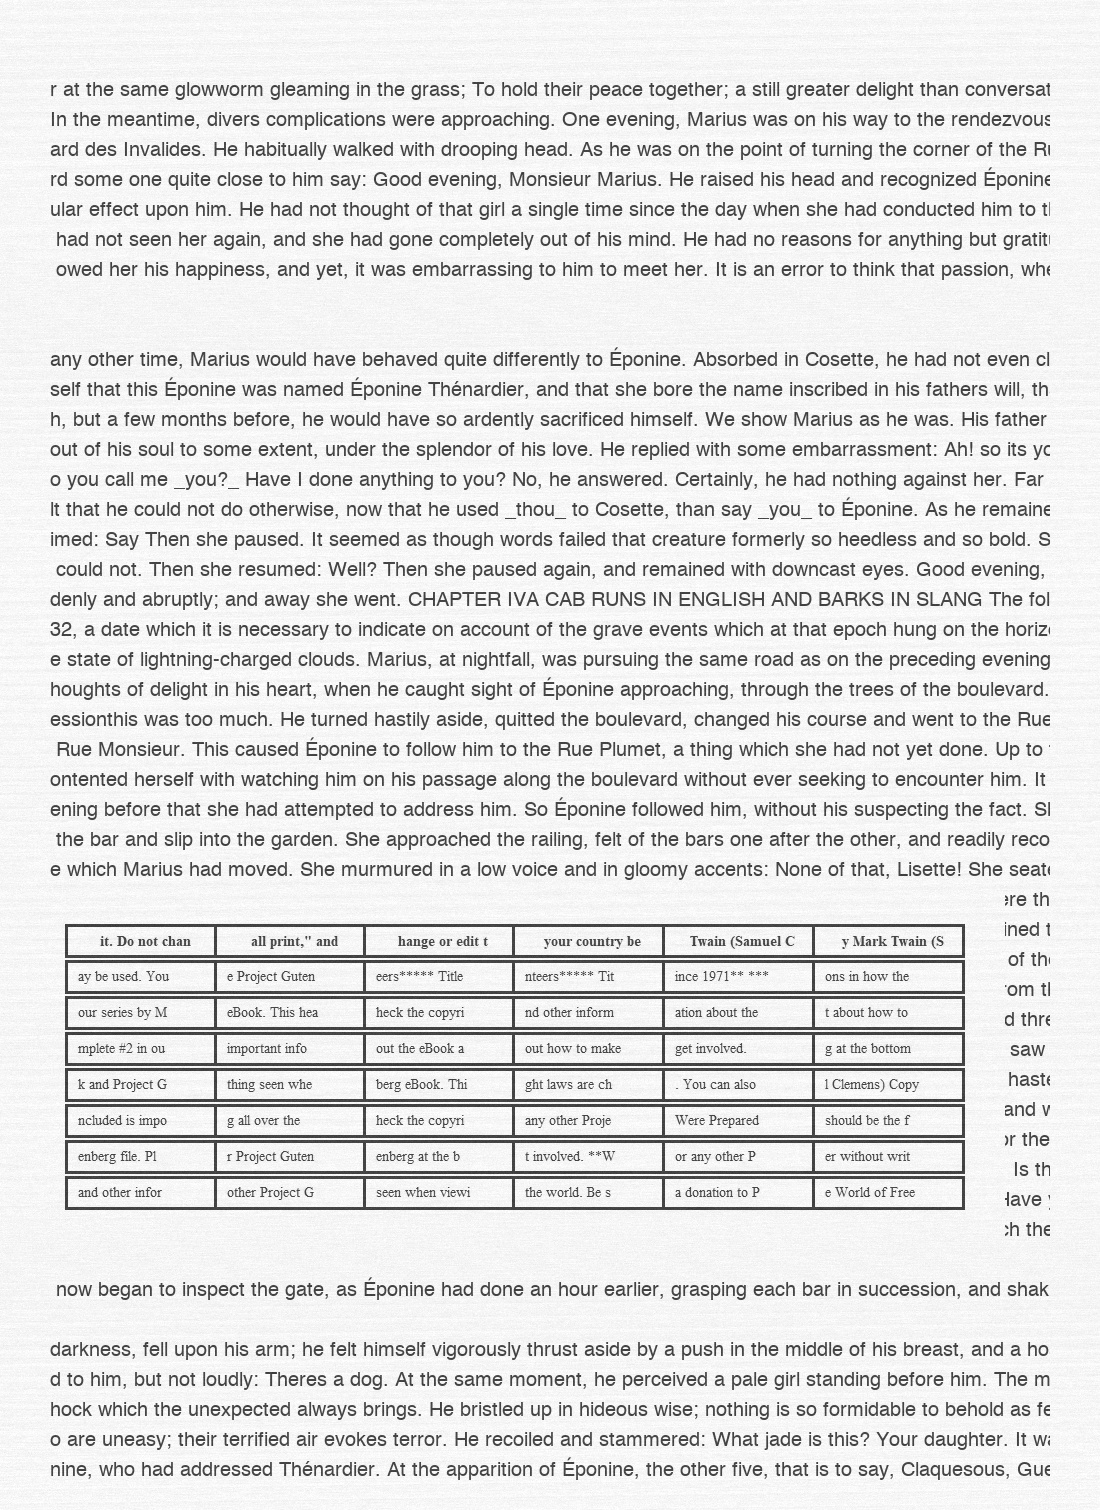 r at the same glowworm gleaming in the grass; To hold their peace together; a still greater delight than conversat
In the meantime, divers complications were approaching. One evening, Marius was on his way to the rendezvous
ard des Invalides. He habitually walked with drooping head. As he was on the point of turning the corner of the Ru
rd some one quite close to him say: Good evening, Monsieur Marius. He raised his head and recognized Éponine
ular effect upon him. He had not thought of that girl a single time since the day when she had conducted him to
had not seen her again, and she had gone completely out of his mind. He had no reasons for anything but gratit
owed her his happiness, and yet, it was embarrassing to him to meet her. It is an error to think that passion, whe
any other time, Marius would have behaved quite differently to Éponine. Absorbed in Cosette, he had not even cl
self that this Éponine was named Éponine Thénardier, and that she bore the name inscribed in his fathers will, th
h, but a few months before, he would have so ardently sacrificed himself. We show Marius as he was. His father
out of his soul to some extent, under the splendor of his love. He replied with some embarrassment: Ah! so its yo
o you call me _you?_ Have I done anything to you? No, he answered. Certainly, he had nothing against her. Far
lt that he could not do otherwise, now that he used _thou_ to Cosette, than say _you_ to Éponine. As he remaine
imed: Say Then she paused. It seemed as though words failed that creature formerly so heedless and so bold. S
could not. Then she resumed: Well? Then she paused again, and remained with downcast eyes. Good evening,
denly and abruptly; and away she went. CHAPTER IVA CAB RUNS IN ENGLISH AND BARKS IN SLANG The fol
32, a date which it is necessary to indicate on account of the grave events which at that epoch hung on the horiz
e state of lightning-charged clouds. Marius, at nightfall, was pursuing the same road as on the preceding evening
houghts of delight in his heart, when he caught sight of Éponine approaching, through the trees of the boulevard.
essionthis was too much. He turned hastily aside, quitted the boulevard, changed his course and went to the Rue
Rue Monsieur. This caused Éponine to follow him to the Rue Plumet, a thing which she had not yet done. Up to
ontented herself with watching him on his passage along the boulevard without ever seeking to encounter him. It
ening before that she had attempted to address him. So Éponine followed him, without his suspecting the fact. S
the bar and slip into the garden. She approached the railing, felt of the bars one after the other, and readily reco
e which Marius had moved. She murmured in a low voice and in gloomy accents: None of that, Lisette! She seate
ere th
ined t
of the
rom th
d thre
saw
haste
and w
or the
Is th
Have
ch the
it. Do not chan all print," and hange or edit t your country be Twain (Samuel C y Mark Twain (S
ay be used. You e Project Guten eers***** Title nteers***** Tit ince 1971** *** ons in how the
our series by M eBook. This hea heck the copyri nd other inform ation about the t about how to
mplete #2 in ou important info out the eBook a out how to make get involved. g at the bottom
k and Project G thing seen whe berg eBook. Thi ght laws are ch . You can also l Clemens) Copy
ncluded is impo g all over the heck the copyri any other Proje Were Prepared should be the f
enberg file. Pl r Project Guten enberg at the b t involved. **W or any other P er without writ
and other infor other Project G seen when viewi the world. Be s a donation to P e World of Free
now began to inspect the gate, as Éponine had done an hour earlier, grasping each bar in succession, and shak
darkness, fell upon his arm; he felt himself vigorously thrust aside by a push in the middle of his breast, and a ho
d to him, but not loudly: Theres a dog. At the same moment, he perceived a pale girl standing before him. The m
hock which the unexpected always brings. He bristled up in hideous wise; nothing is so formidable to behold as fe
o are uneasy; their terrified air evokes terror. He recoiled and stammered: What jade is this? Your daughter. It wa
nine, who had addressed Thénardier. At the apparition of Éponine, the other five, that is to say, Claquesous, Gue